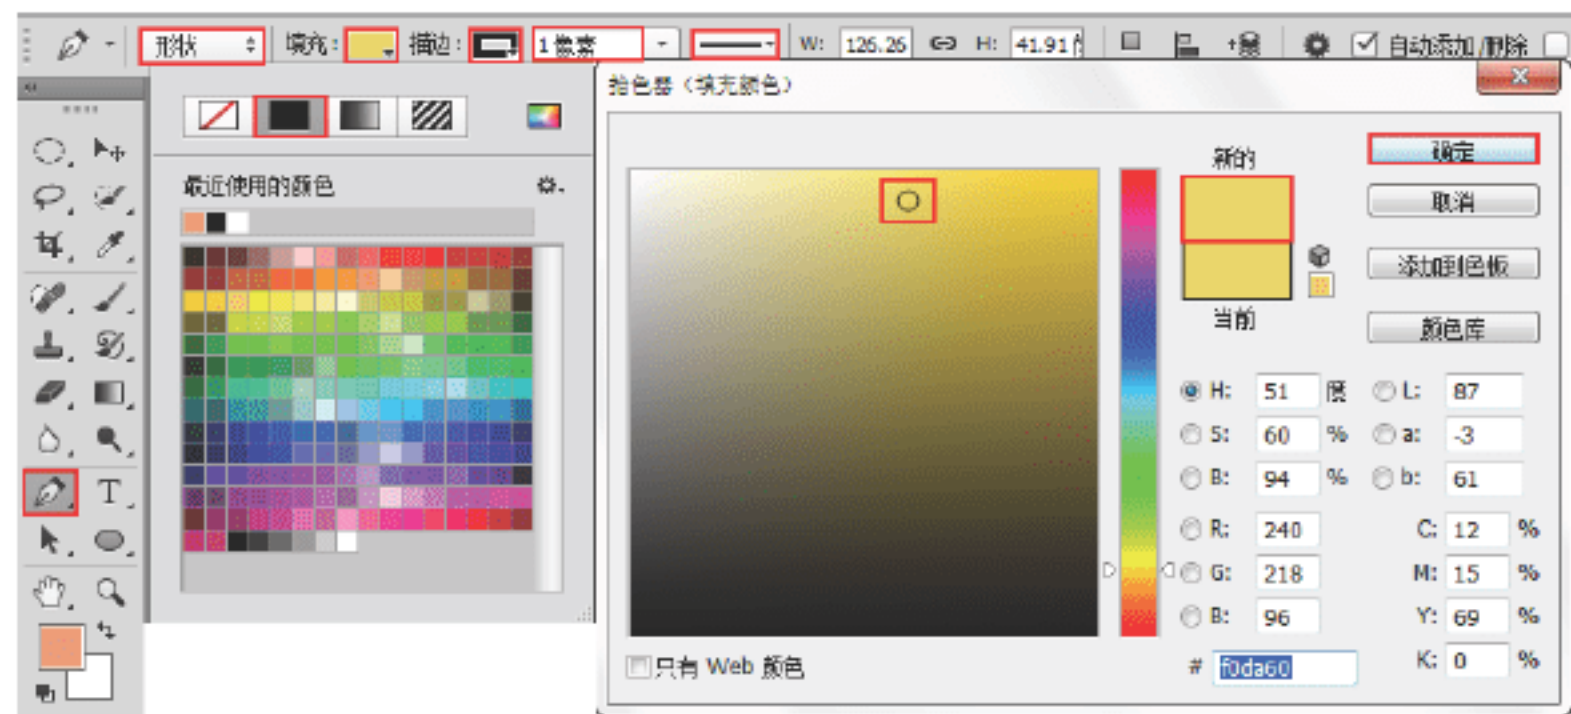 形状 填充: 描边: 1 像素 W: 126.26 H: 41.91 自动添加/删除
最近使用的颜色
T
拾色器（填充颜色）
新的
当前
确定
取消
添加到色板
颜色库
H: 51 度 L: 87
S: 60 % a: -3
B: 94 % b: 61
R: 240 C: 12 %
G: 218 M: 15 %
B: 96 Y: 69 %
只有 Web 颜色 # f0da60 K: 0 %